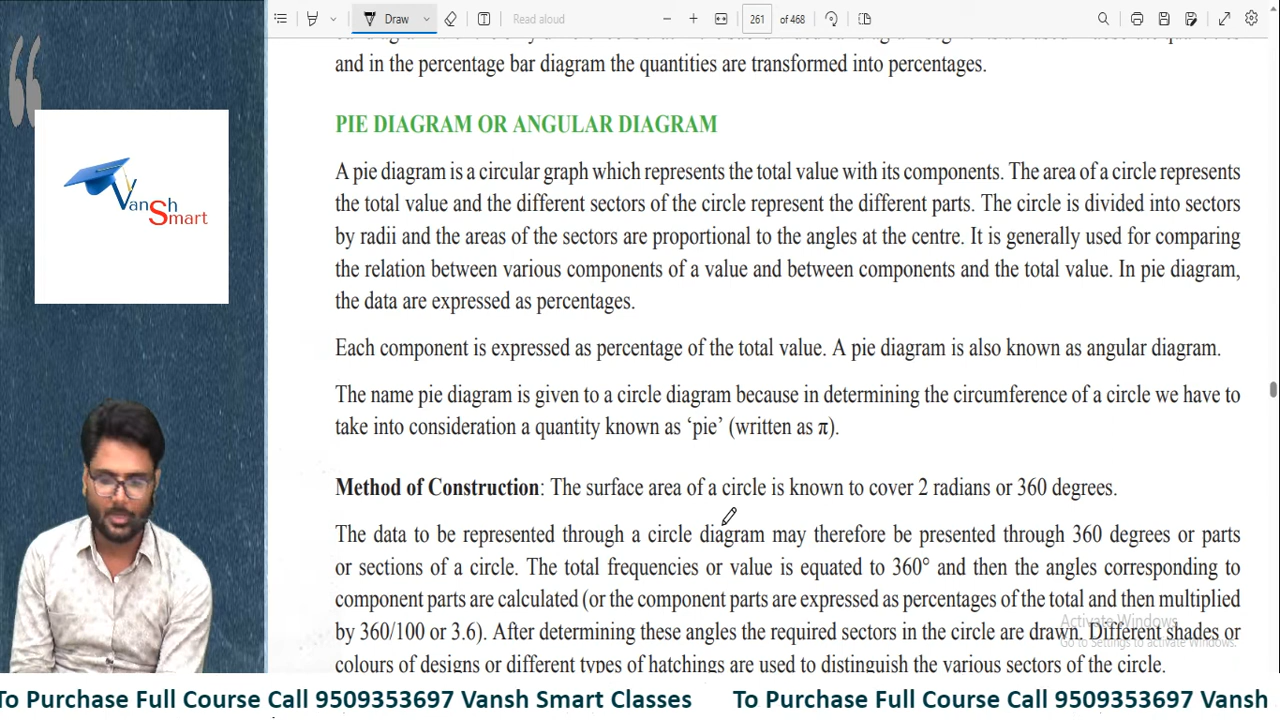 Draw
Read aloud
261 of 468
and in the percentage bar diagram the quantities are transformed into percentages.
PIE DIAGRAM OR ANGULAR DIAGRAM
A pie diagram is a circular graph which represents the total value with its components. The area of a circle represents
the total value and the different sectors of the circle represent the different parts. The circle is divided into sectors
by radii and the areas of the sectors are proportional to the angles at the centre. It is generally used for comparing
the relation between various components of a value and between components and the total value. In pie diagram,
the data are expressed as percentages.
Each component is expressed as percentage of the total value. A pie diagram is also known as angular diagram.
The name pie diagram is given to a circle diagram because in determining the circumference of a circle we have to
take into consideration a quantity known as ‘pie’ (written as π).
Method of Construction: The surface area of a circle is known to cover 2 radians or 360 degrees.
The data to be represented through a circle diagram may therefore be presented through 360 degrees or parts
or sections of a circle. The total frequencies or value is equated to 360° and then the angles corresponding to
component parts are calculated (or the component parts are expressed as percentages of the total and then multiplied
by 360/100 or 3.6). After determining these angles the required sectors in the circle are drawn. Different shades or
colours of designs or different types of hatchings are used to distinguish the various sectors of the circle.
Vansh
Smart
Activate Windows
Go to Settings to activate Windows.
To Purchase Full Course Call 9509353697 Vansh Smart Classes To Purchase Full Course Call 9509353697 Vansh